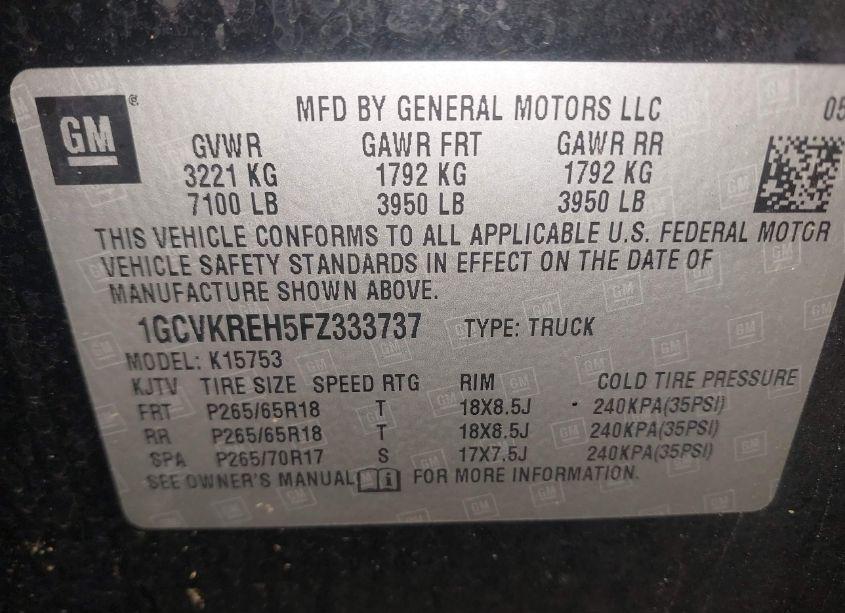 GM
MFD BY GENERAL MOTORS LLC 05
GVWR GAWR FRT GAWR RR
3221 KG 1792 KG 1792 KG
7100 LB 3950 LB 3950 LB
THIS VEHICLE CONFORMS TO ALL APPLICABLE U.S. FEDERAL MOTOR
VEHICLE SAFETY STANDARDS IN EFFECT ON THE DATE OF
MANUFACTURE SHOWN ABOVE.
1GCVKREH5FZ333737 TYPE: TRUCK
MODEL: K15753
KJTV TIRE SIZE SPEED RTG RIM COLD TIRE PRESSURE
FRT P265/65R18 T 18X8.5J 240KPA(35PSI)
RR P265/65R18 T 18X8.5J 240KPA(35PSI)
SPA P265/70R17 S 17X7.5J 240KPA(35PSI)
SEE OWNER'S MANUAL FOR MORE INFORMATION.